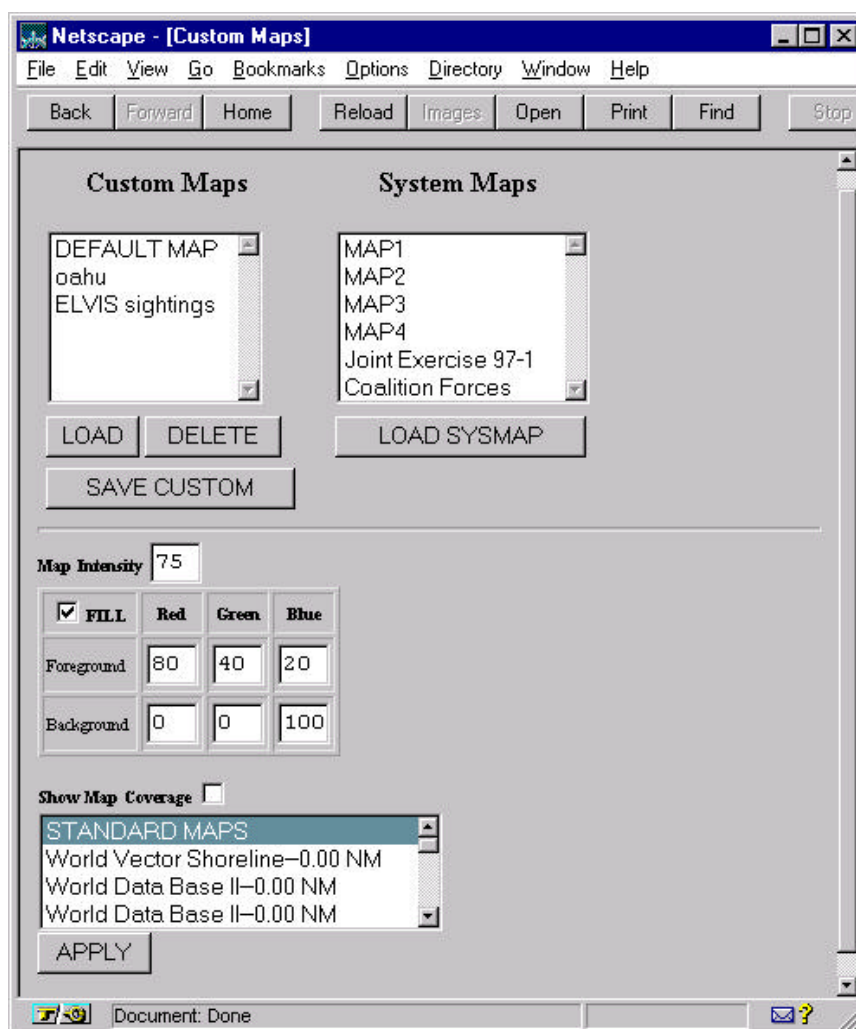 Netscape - [Custom Maps]
File Edit View Go Bookmarks Options Directory Window Help
Back Forward Home Reload Images Open Print Find Stop
Custom Maps System Maps
DEFAULT MAP
oahu
ELVIS sightings
MAP1
MAP2
MAP3
MAP4
Joint Exercise 97-1
Coalition Forces
LOAD DELETE LOAD SYSMAP
SAVE CUSTOM
Map Intensity 75
FILL Red Green Blue
Foreground 80 40 20
Background 0 0 100
Show Map Coverage
STANDARD MAPS
World Vector Shoreline--0.00 NM
World Data Base II--0.00 NM
World Data Base II--0.00 NM
APPLY
Document: Done
?